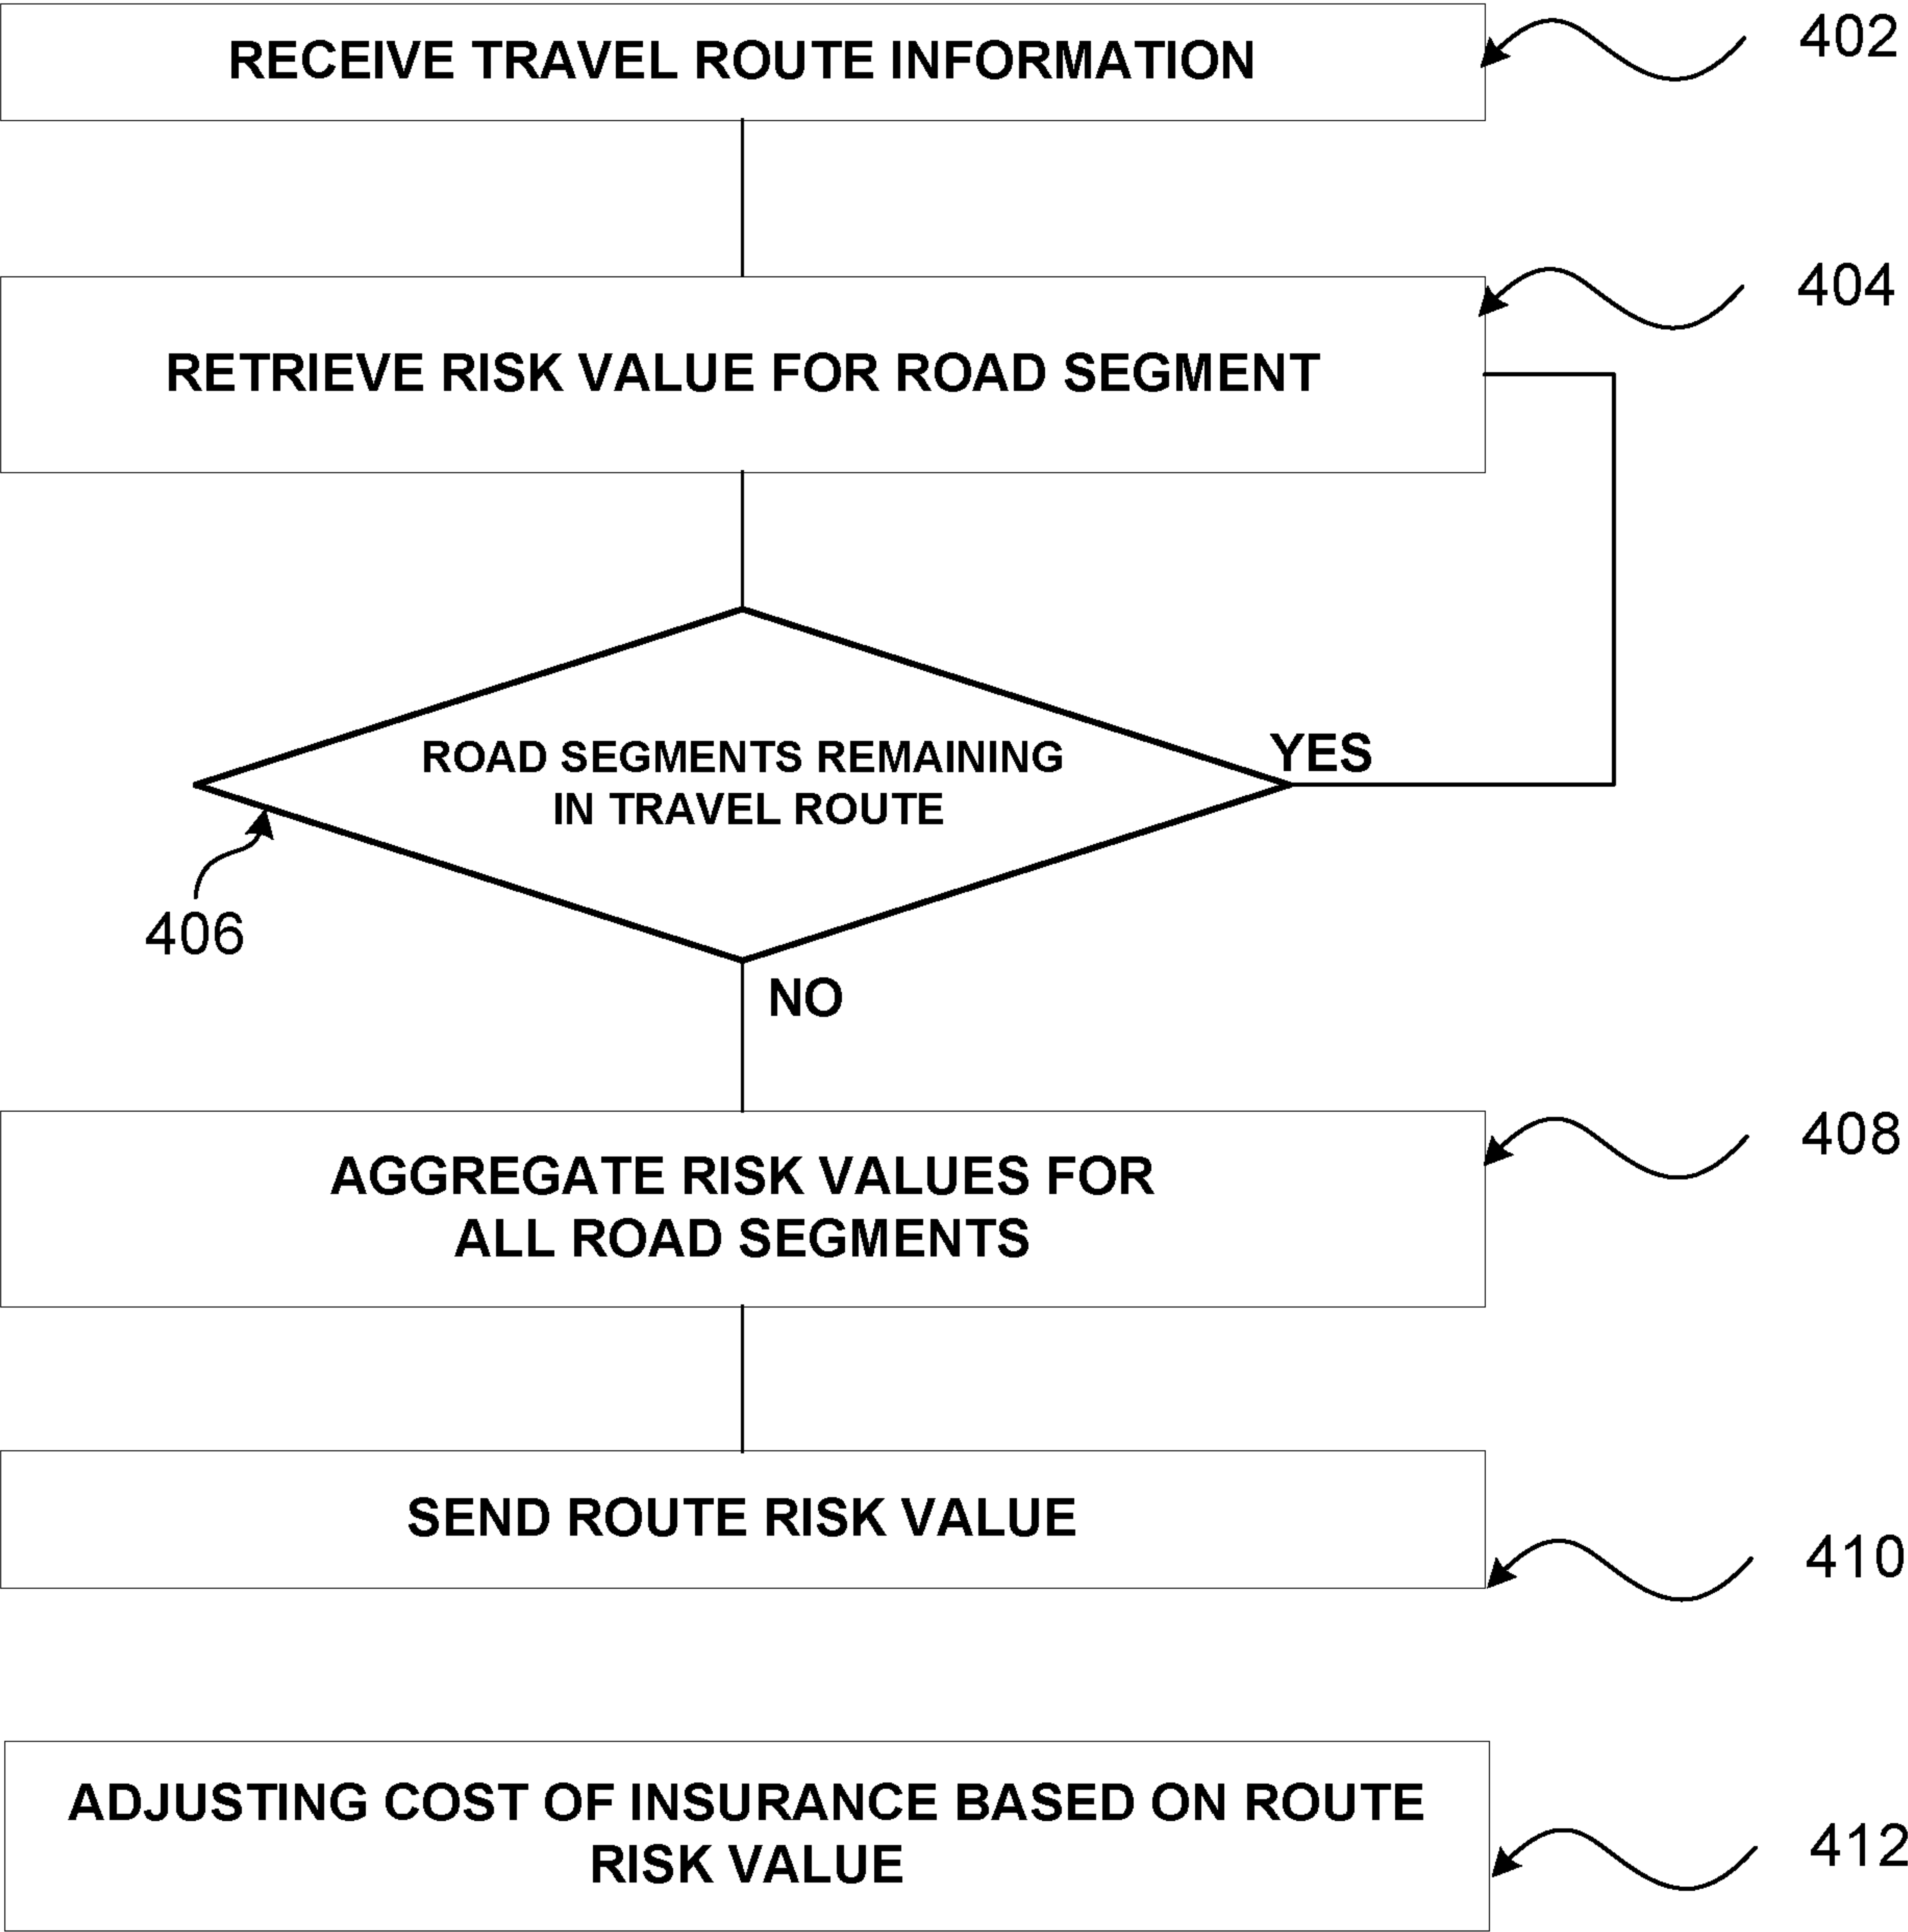 RECEIVE TRAVEL ROUTE INFORMATION
402
RETRIEVE RISK VALUE FOR ROAD SEGMENT
404
ROAD SEGMENTS REMAINING
IN TRAVEL ROUTE
YES
406
NO
AGGREGATE RISK VALUES FOR
ALL ROAD SEGMENTS
408
SEND ROUTE RISK VALUE
410
ADJUSTING COST OF INSURANCE BASED ON ROUTE
RISK VALUE
412